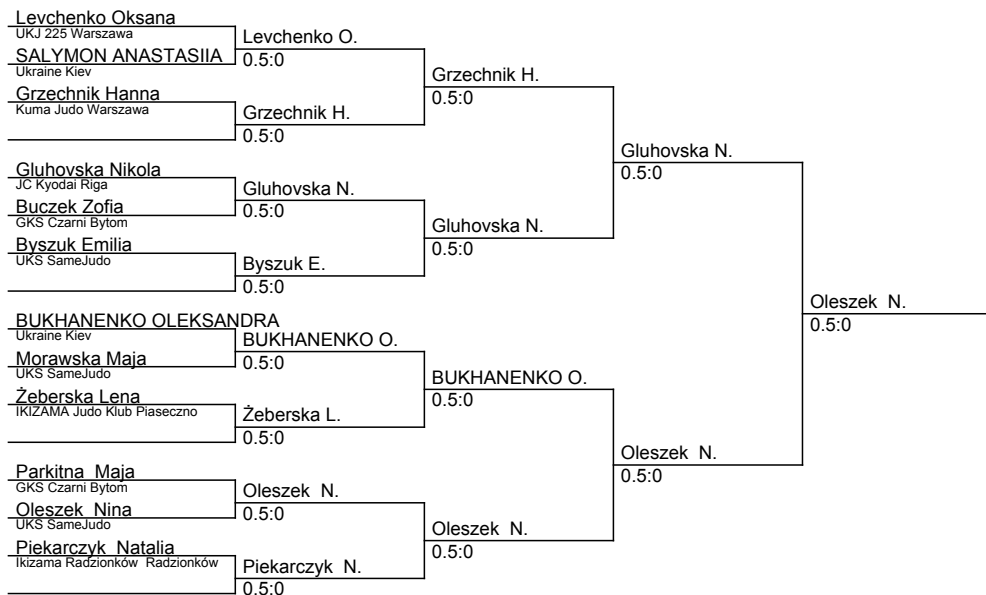 Levchenko Oksana
UKJ 225 Warszawa
SALYMON ANASTASIIA
Ukraine Kiev
Grzechnik Hanna
Kuma Judo Warszawa
Gluhovska Nikola
JC Kyodai Riga
Buczek Zofia
GKS Czarni Bytom
Byszuk Emilia
UKS SameJudo
BUKHANENKO OLEKSANDRA
Ukraine Kiev
Morawska Maja
UKS SameJudo
Żeberska Lena
IKIZAMA Judo Klub Piaseczno
Parkitna Maja
GKS Czarni Bytom
Oleszek Nina
UKS SameJudo
Piekarczyk Natalia
Ikizama Radzionków Radzionków
Levchenko O.
0.5:0
Grzechnik H.
0.5:0
Gluhovska N.
0.5:0
Byszuk E.
0.5:0
BUKHANENKO O.
0.5:0
Żeberska L.
0.5:0
Oleszek N.
0.5:0
Piekarczyk N.
0.5:0
Grzechnik H.
0.5:0
Gluhovska N.
0.5:0
BUKHANENKO O.
0.5:0
Oleszek N.
0.5:0
Gluhovska N.
0.5:0
Oleszek N.
0.5:0
Oleszek N.
0.5:0